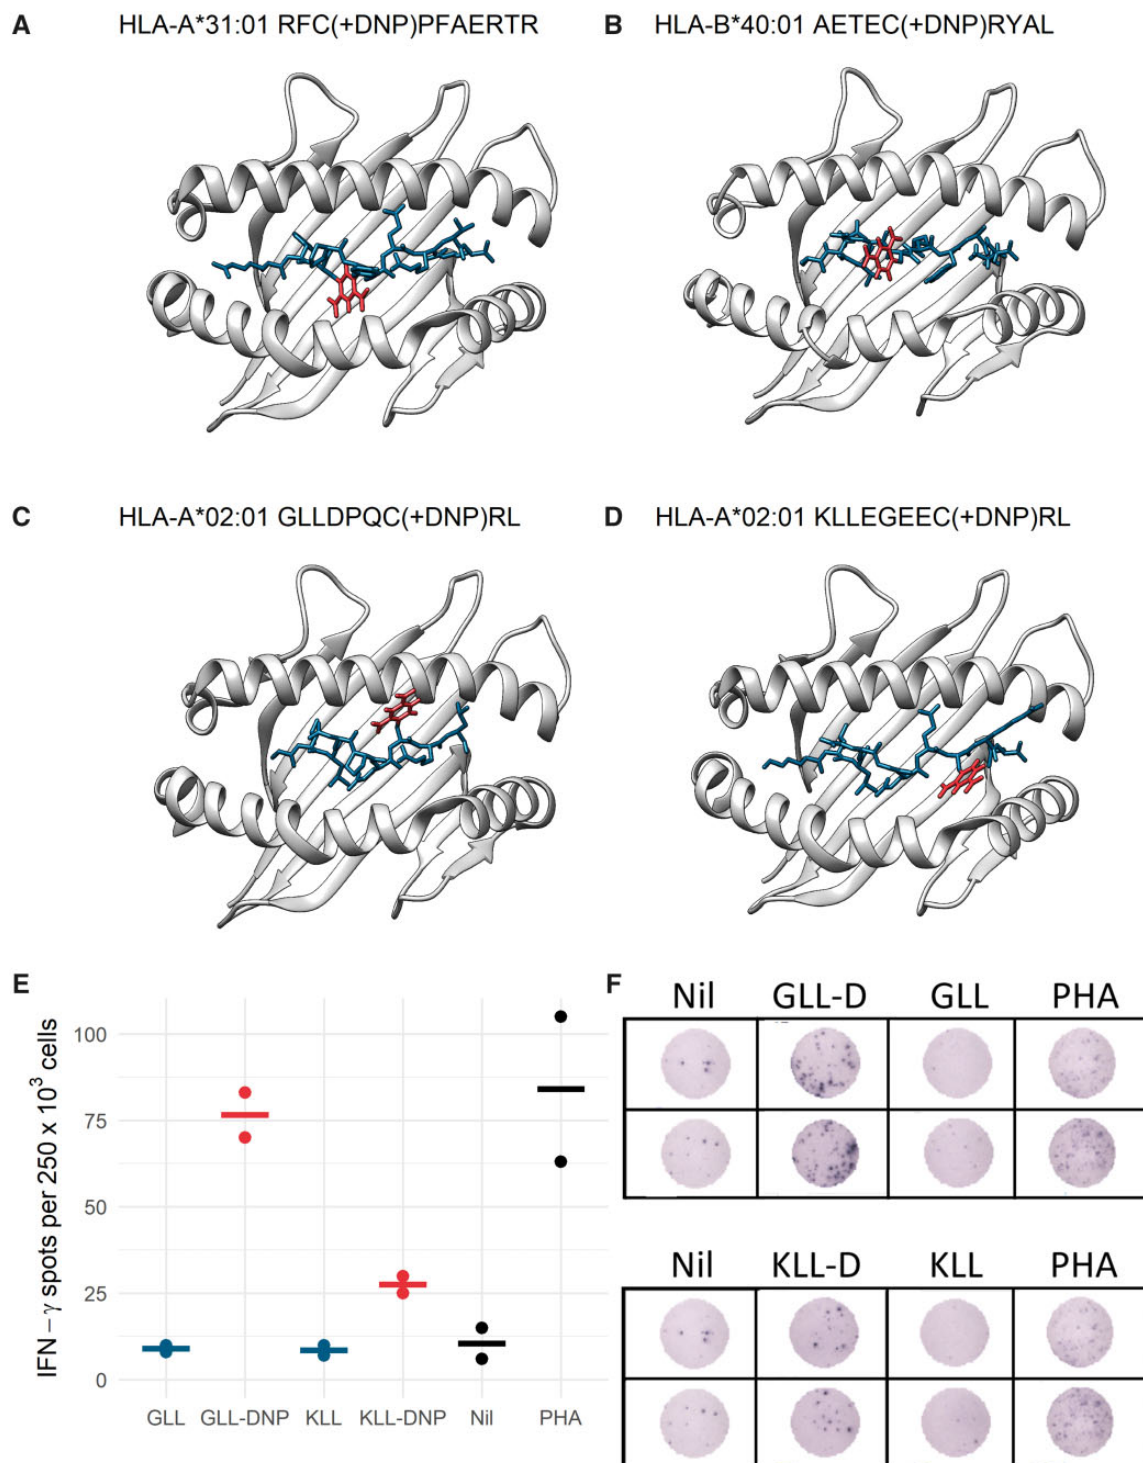 A HLA-A*31:01 RFC(+DNP)PFAERTR
B HLA-B*40:01 AETEC(+DNP)RYAL
C HLA-A*02:01 GLLDPQC(+DNP)RL
D HLA-A*02:01 KLLEGEEC(+DNP)RL
E
IFN – γ spots per 250 x 10³ cells
100
75
50
25
0
GLL GLL-DNP KLL KLL-DNP Nil PHA
F
Nil GLL-D GLL PHA
Nil KLL-D KLL PHA